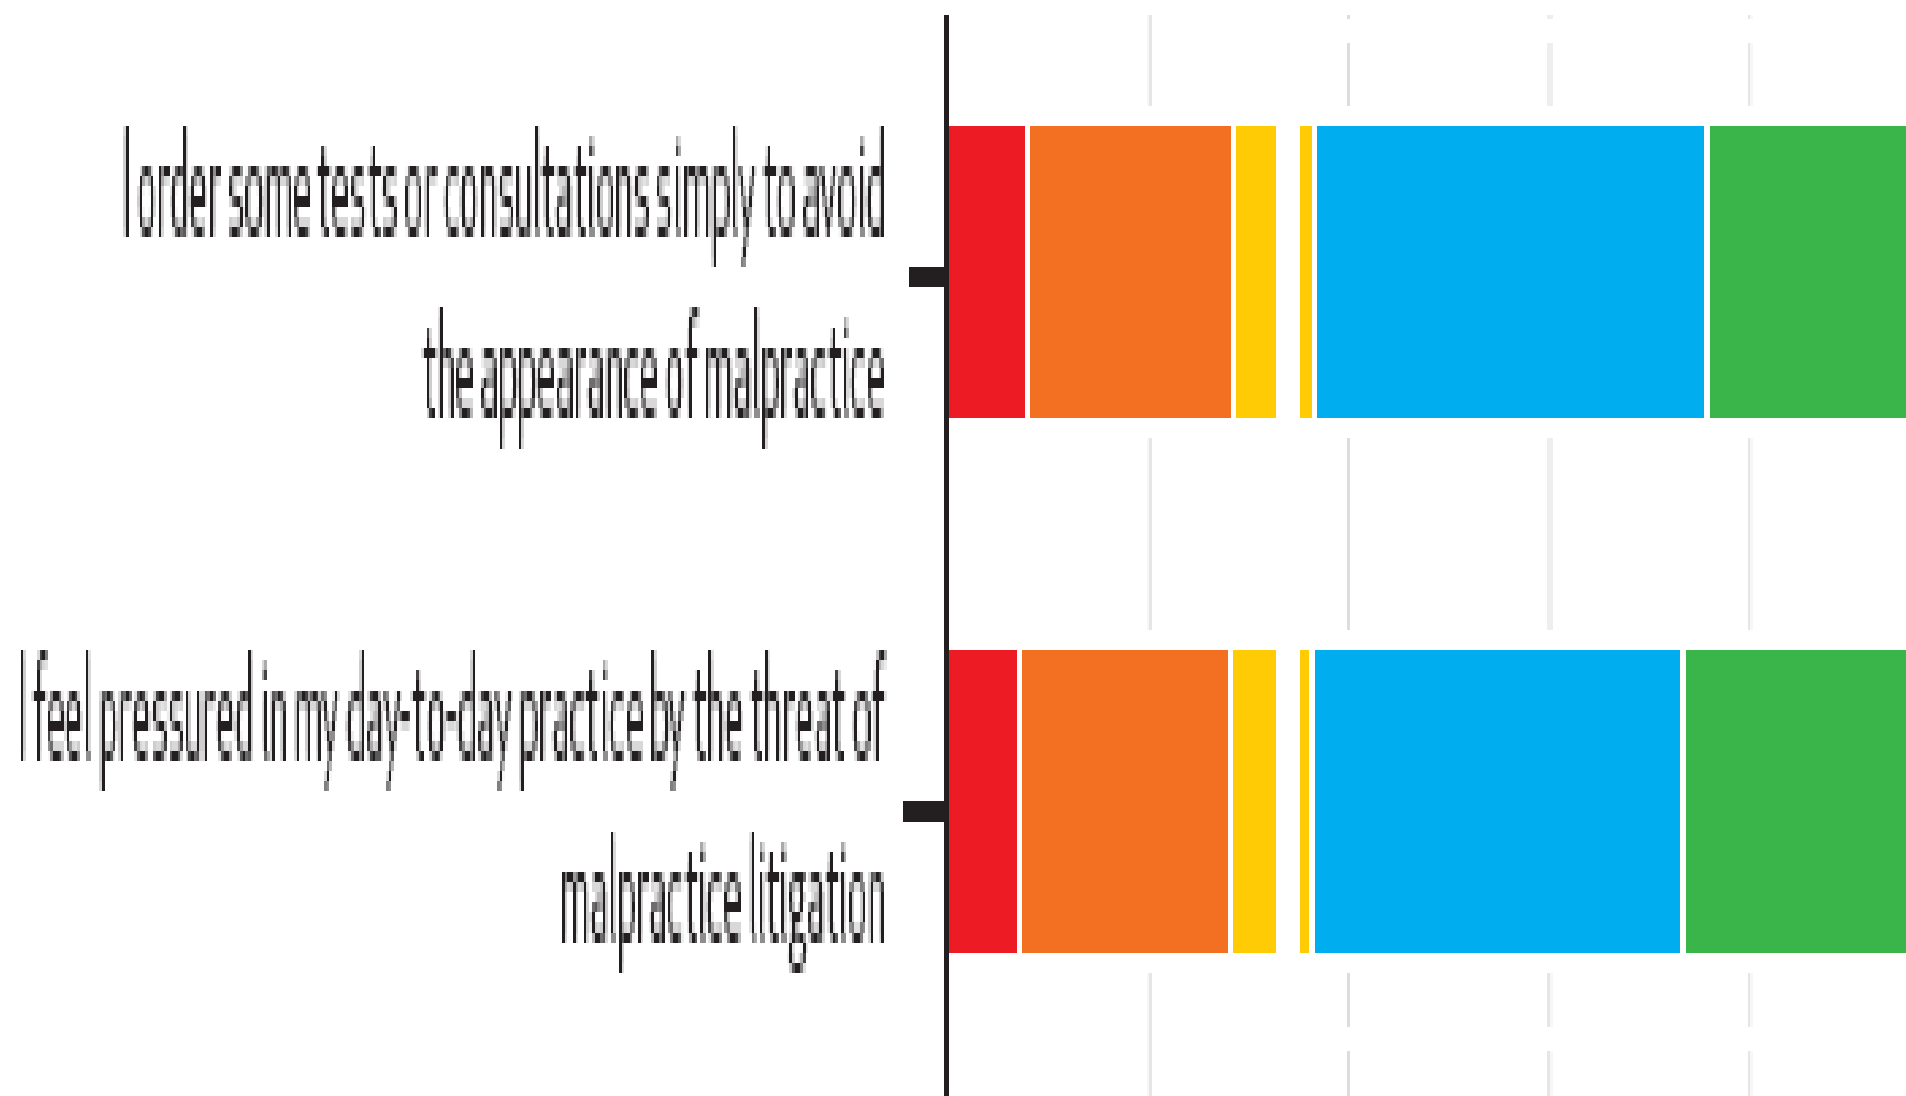 I order some tests or consultations simply to avoid
the appearance of malpractice
I feel pressured in my day-to-day practice by the threat of
malpractice litigation